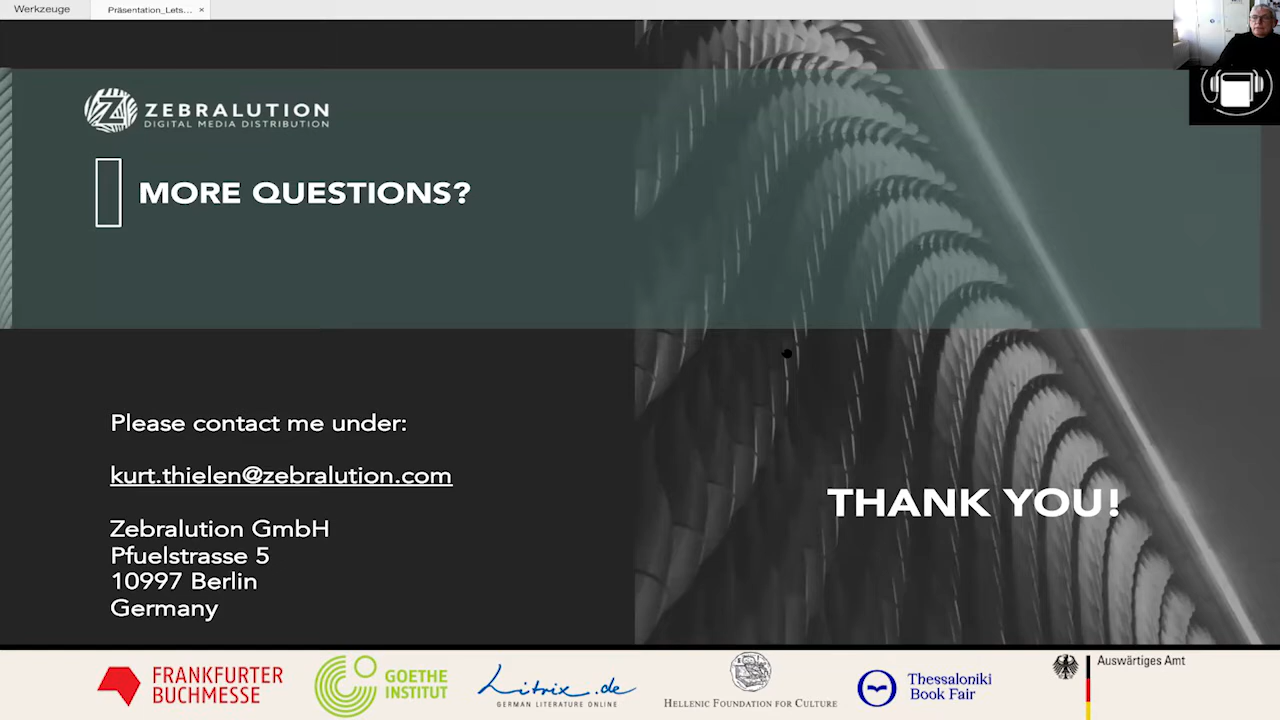 Werkzeuge
Präsentation_Lets... ×
ZEBRALUTION
DIGITAL MEDIA DISTRIBUTION
MORE QUESTIONS?
Please contact me under:
kurt.thielen@zebralution.com
Zebralution GmbH
Pfuelstrasse 5
10997 Berlin
Germany
THANK YOU!
FRANKFURTER
BUCHMESSE
GOETHE
INSTITUT
Litrix.de
GERMAN LITERATURE ONLINE
HELLENIC FOUNDATION FOR CULTURE
Thessaloniki
Book Fair
Auswärtiges Amt